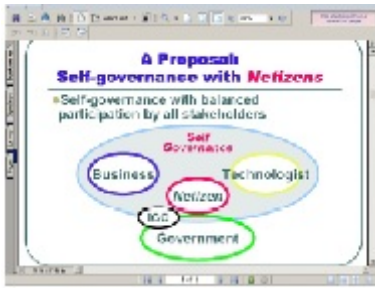 A Proposal:
Self-governance with Netizens
Self-governance with balanced
participation by all stakeholders
Self
Governance
Business
Technologist
Netizen
IGC
Government